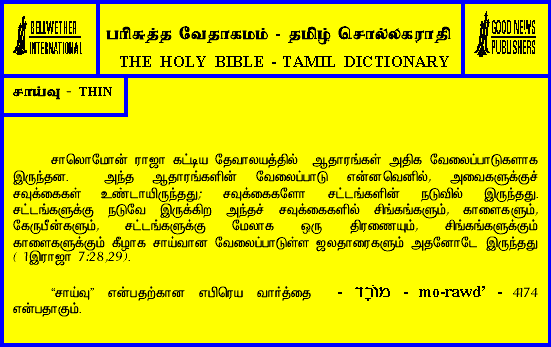 BELLWETHER
INTERNATIONAL
பரிசுத்த வேதாகமம் - தமிழ் சொல்லகராதி
THE HOLY BIBLE - TAMIL DICTIONARY
GOOD NEWS
PUBLISHERS
சாய்வு - THIN
சாலொமோன் ராஜா கட்டிய தேவாலயத்தில் ஆதாரங்கள் அதிக வேலைப்பாடுகளாக
இருந்தன. அந்த ஆதாரங்களின் வேலைப்பாடு என்னவெனில், அவைகளுக்குச்
சவுக்கைகள் உண்டாயிருந்தது; சவுக்கைகளோ சட்டங்களின் நடுவில் இருந்தது.
சட்டங்களுக்கு நடுவே இருக்கிற அந்தச் சவுக்கைகளில் சிங்கங்களும், காளைகளும்,
கேருபீன்களும், சட்டங்களுக்கு மேலாக ஒரு திரணையும், சிங்கங்களுக்கும்
காளைகளுக்கும் கீழாக சாய்வான வேலைப்பாடுள்ள ஜலதாரைகளும் அதனோடே இருந்தது
( 1இராஜா 7:28,29).
“சாய்வு” என்பதற்கான எபிரெய வார்த்தை - מוֹרָד - mo-rawd’ - 4174
என்பதாகும்.